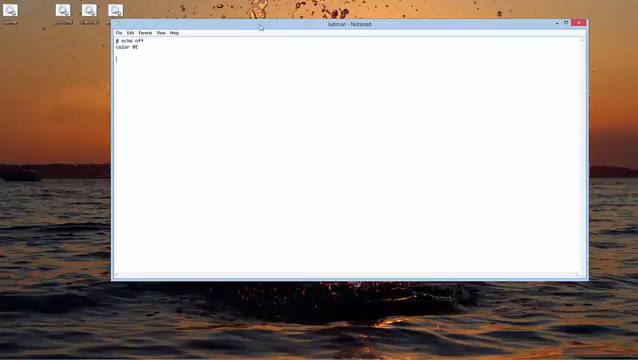 batman - Notepad
File Edit Format View Help
@ echo off
color 0E